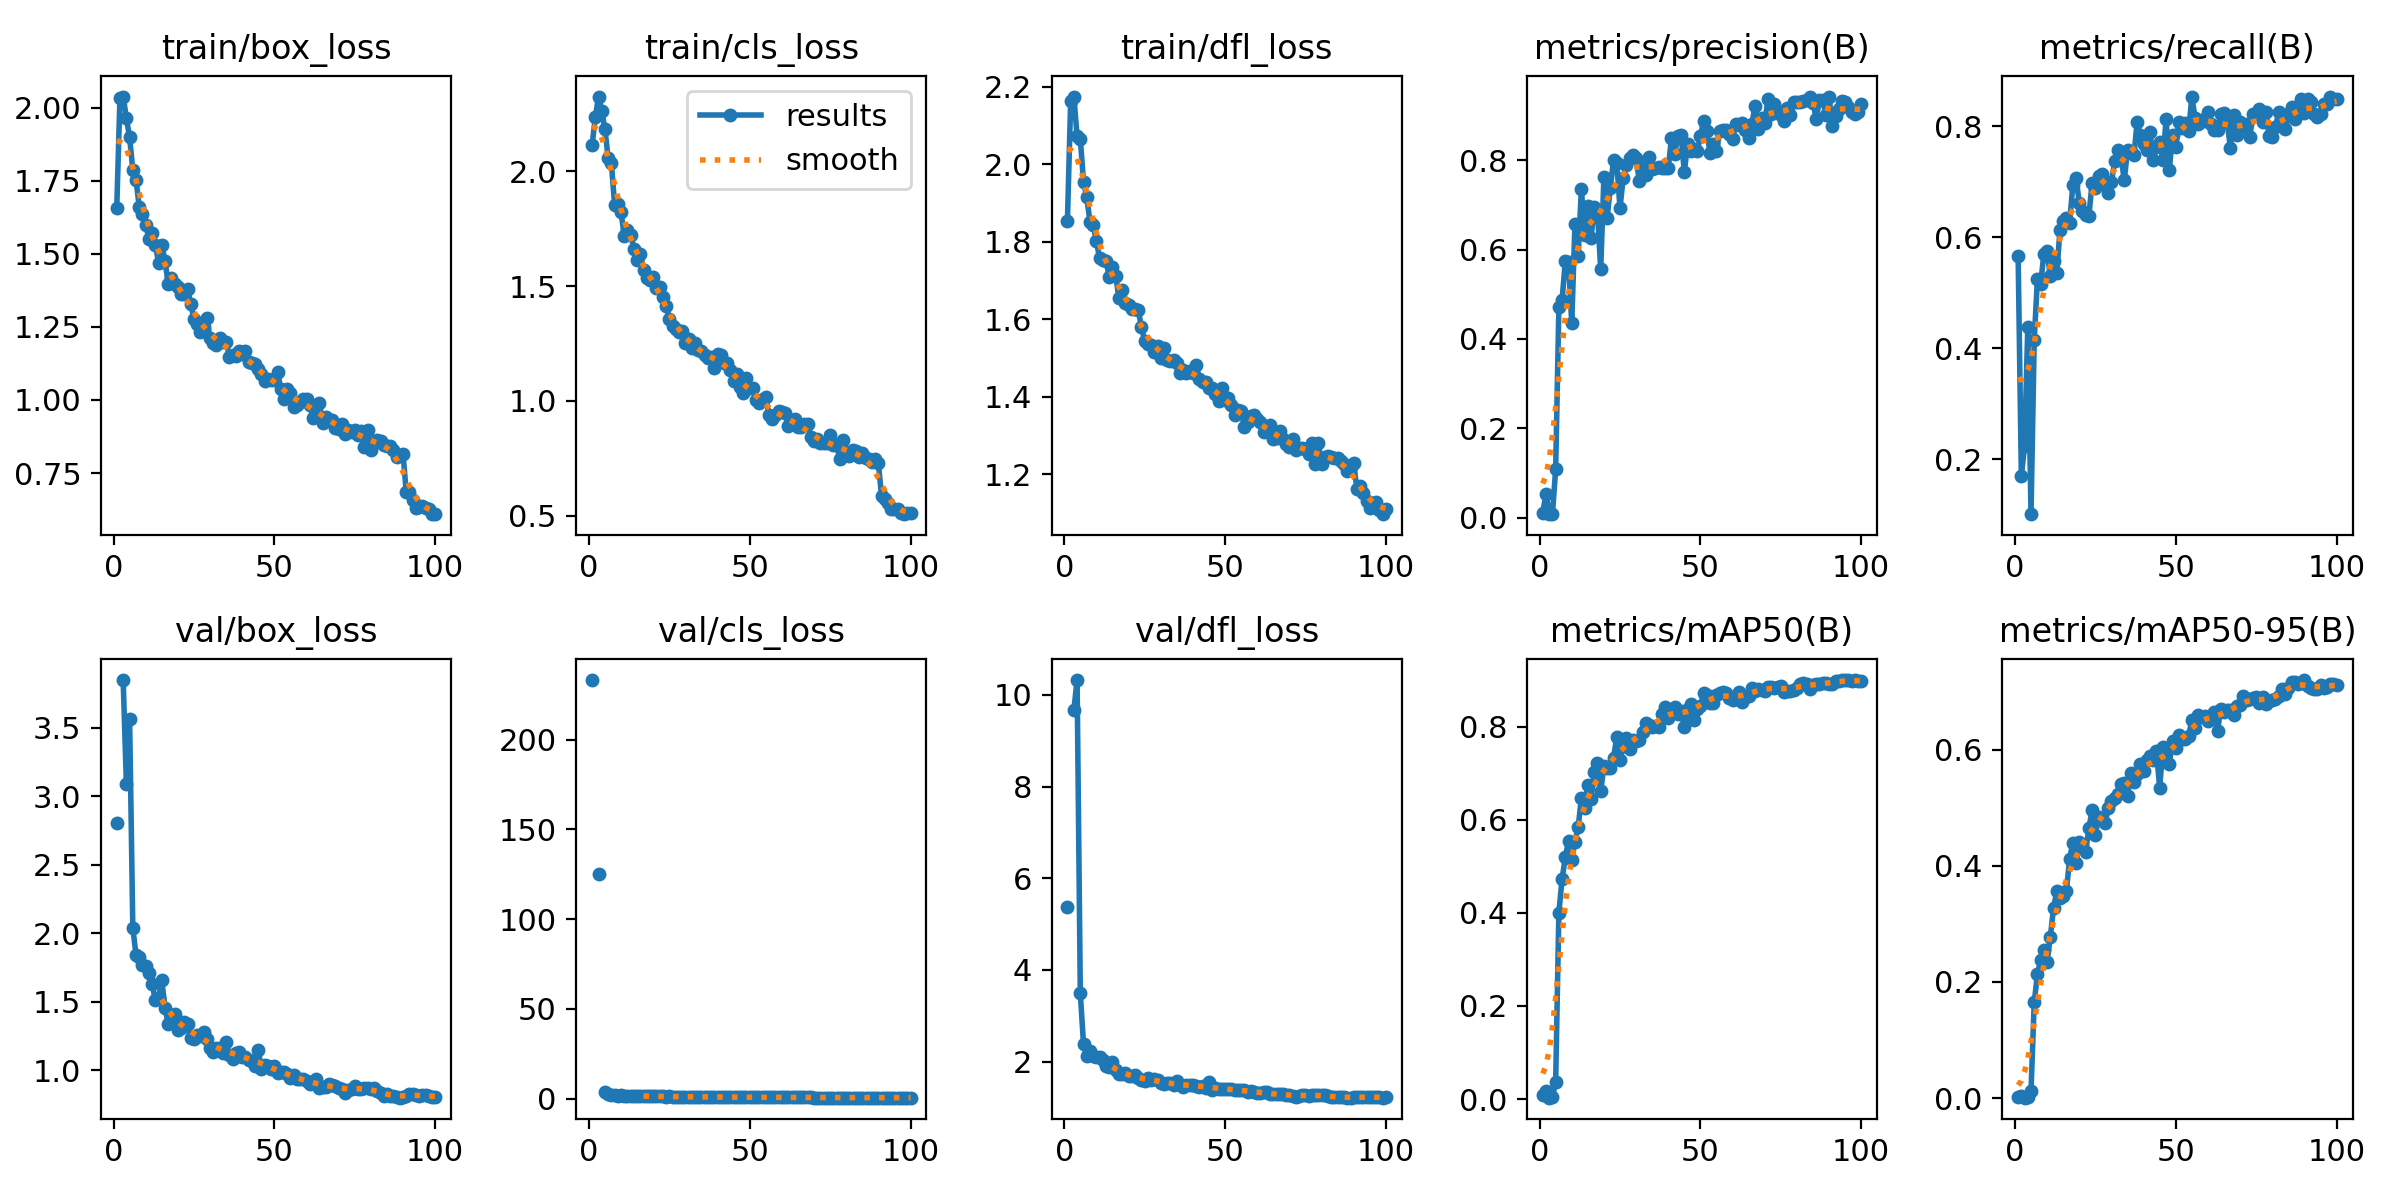 train/box_loss
2.00
1.75
1.50
1.25
1.00
0.75
0 50 100
train/cls_loss
results
smooth
2.0
1.5
1.0
0.5
0 50 100
train/dfl_loss
2.2
2.0
1.8
1.6
1.4
1.2
0 50 100
metrics/precision(B)
0.8
0.6
0.4
0.2
0.0
0 50 100
metrics/recall(B)
0.8
0.6
0.4
0.2
0 50 100
val/box_loss
3.5
3.0
2.5
2.0
1.5
1.0
0 50 100
val/cls_loss
200
150
100
50
0
0 50 100
val/dfl_loss
10
8
6
4
2
0 50 100
metrics/mAP50(B)
0.8
0.6
0.4
0.2
0.0
0 50 100
metrics/mAP50-95(B)
0.6
0.4
0.2
0.0
0 50 100